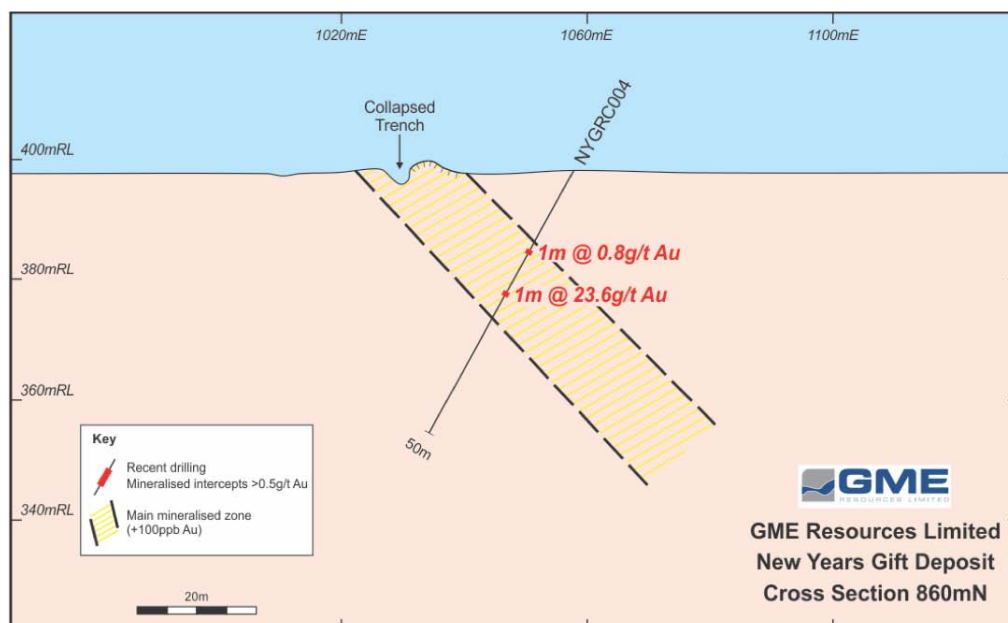 1020mE
1060mE
1100mE
Collapsed
Trench
NYGRC004
400mRL
1m @ 0.8g/t Au
380mRL
1m @ 23.6g/t Au
360mRL
50m
Key
Recent drilling
Mineralised intercepts >0.5g/t Au
Main mineralised zone
(+100ppb Au)
340mRL
20m
GME
RESOURCES LIMITED
GME Resources Limited
New Years Gift Deposit
Cross Section 860mN